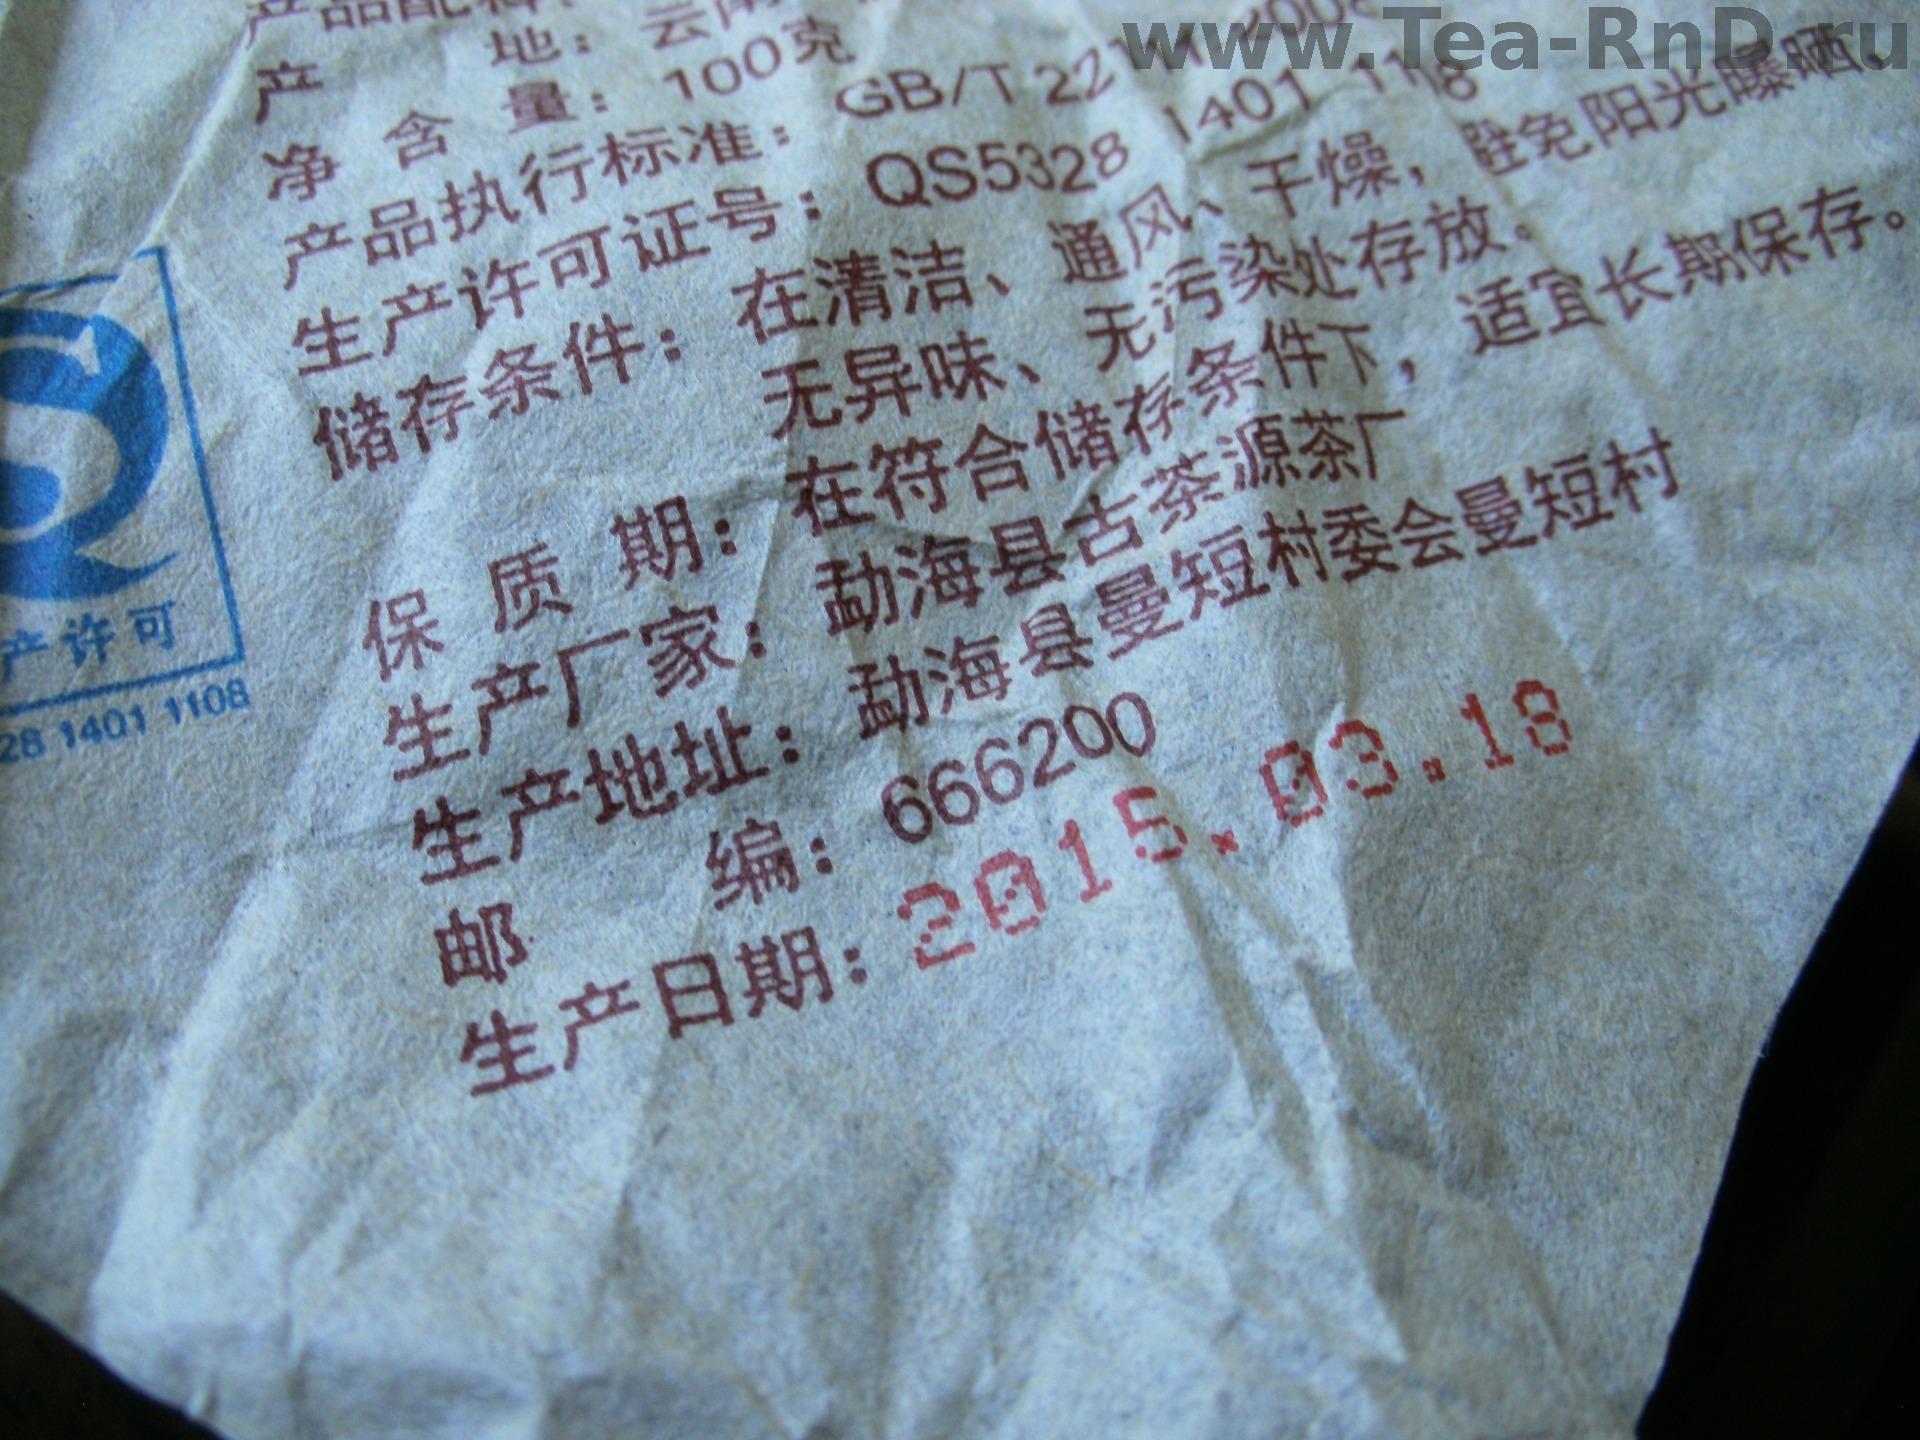 www.Tea-RnD.ru
产品配料:
产 地: 云南
净 含 量: 100克
产品执行标准: GB/T 22111-2008
生产许可证号: QS5328 1401 1108
储存条件: 在清洁、通风、干燥,避免阳光曝晒、
无异味、无污染处存放。
保 质 期: 在符合储存条件下,适宜长期保存。
生产厂家: 勐海县古茶源茶厂
生产地址: 勐海县曼短村委会曼短村
邮 编: 666200
生产日期: 2015.03.18
产许可
28 1401 1108